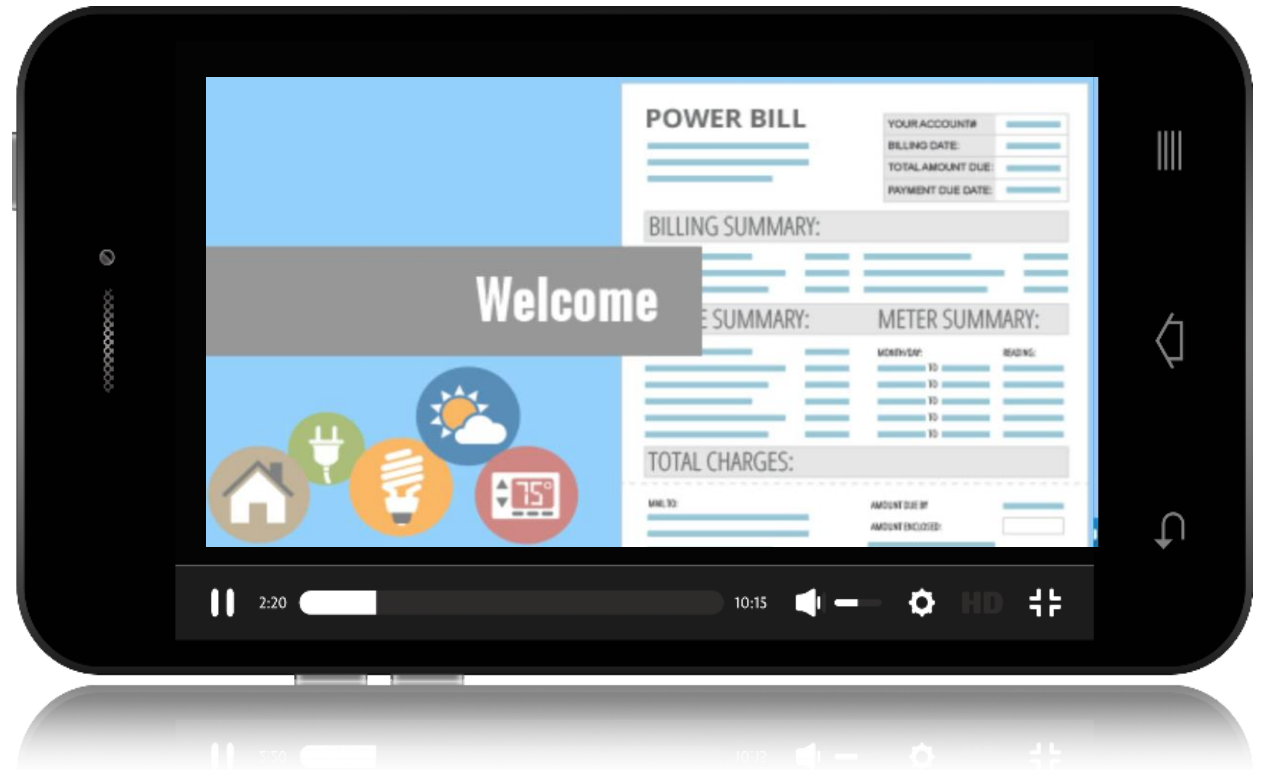 POWER BILL
YOUR ACCOUNT#
BILLING DATE:
TOTAL AMOUNT DUE:
PAYMENT DUE DATE:
BILLING SUMMARY:
Welcome
E SUMMARY:
METER SUMMARY:
MONTH/DAY:
READING:
TO
TO
TO
TO
TO
75°
TOTAL CHARGES:
MAIL TO:
AMOUNT DUE BY
AMOUNT ENCLOSED:
2:20
10:15
HD